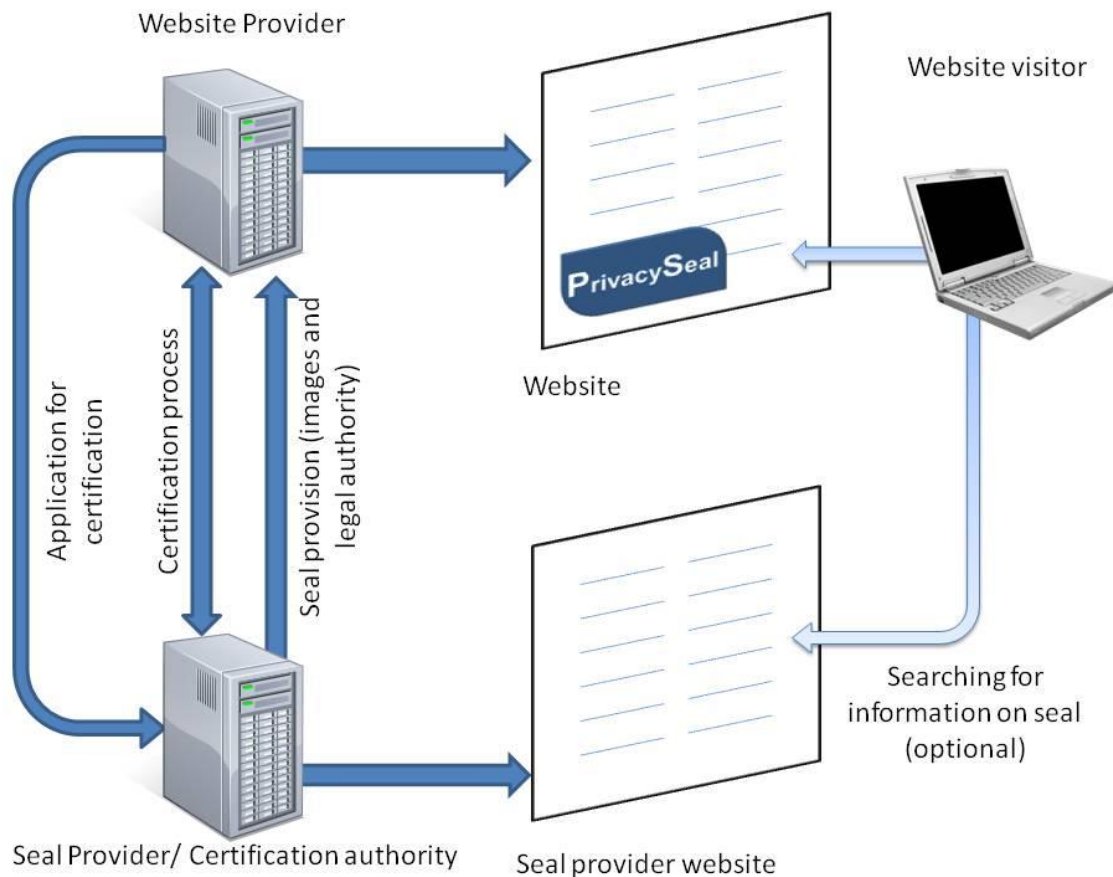 Website Provider
Website visitor
PrivacySeal
Website
Application for
certification
Certification process
Seal provision (images and
legal authority)
Searching for
information on seal
(optional)
Seal Provider/ Certification authority
Seal provider website